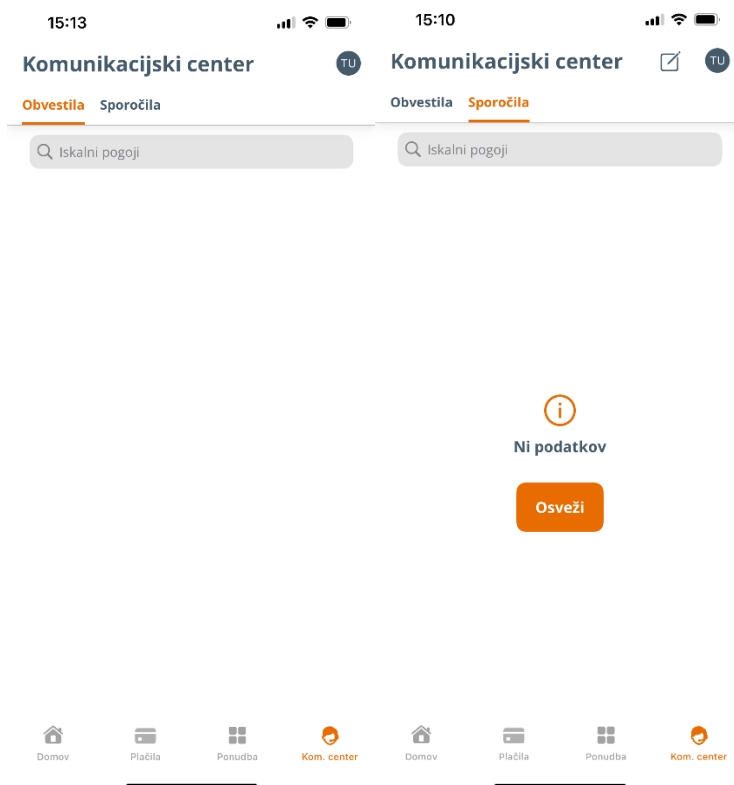 15:13
Komunikacijski center
TU
Obvestila Sporočila
Iskalni pogoji
Domov Plačila Ponudba Kom. center
15:10
Komunikacijski center
TU
Obvestila Sporočila
Iskalni pogoji
Ni podatkov
Osveži
Domov Plačila Ponudba Kom. center